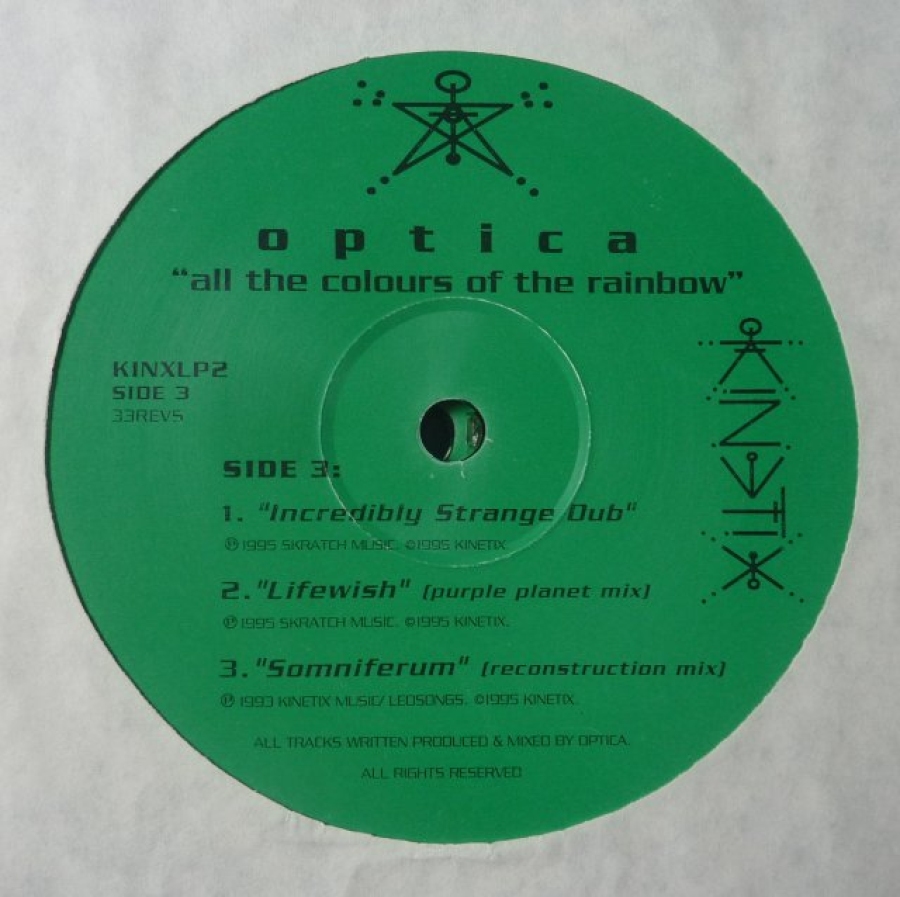 optica
“all the colours of the rainbow”
KINXLP2
SIDE 3
33REVS
KINETIX
SIDE 3:
1. "Incredibly Strange Dub"
℗ 1995 SKRATCH MUSIC. ©1995 KINETIX.
2. "Lifewish" (purple planet mix)
℗ 1995 SKRATCH MUSIC. ©1995 KINETIX.
3. "Somniferum" (reconstruction mix)
℗ 1993 KINETIX MUSIC/ LEOSONGS. ©1995 KINETIX.
ALL TRACKS WRITTEN PRODUCED & MIXED BY OPTICA.
ALL RIGHTS RESERVED